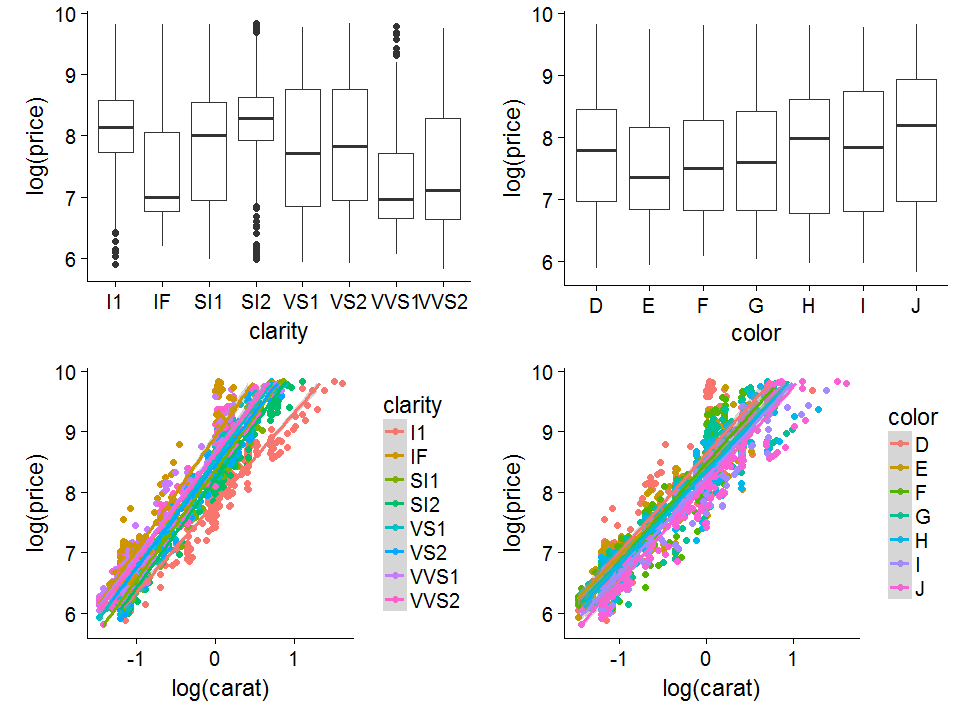 log(price)
10
9
8
7
6
I1 IF SI1 SI2 VS1 VS2 VVS1 VVS2
clarity
log(price)
10
9
8
7
6
D E F G H I J
color
log(price)
10
9
8
7
6
-1 0 1
log(carat)
clarity
I1
IF
SI1
SI2
VS1
VS2
VVS1
VVS2
log(price)
10
9
8
7
6
-1 0 1
log(carat)
color
D
E
F
G
H
I
J